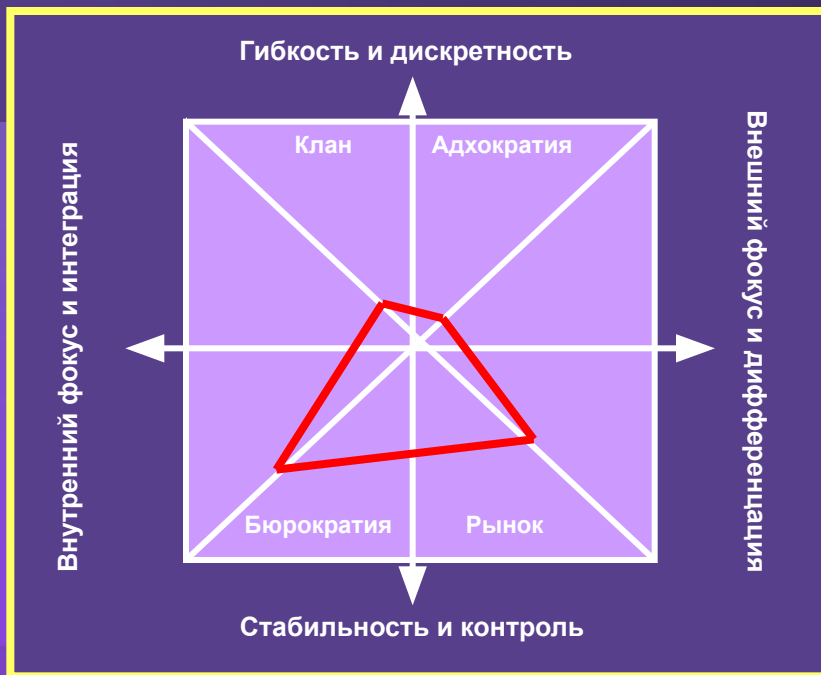 Гибкость и дискретность
Клан
Адхократия
Внутренний фокус и интеграция
Внешний фокус и дифференцация
Бюрократия
Рынок
Стабильность и контроль